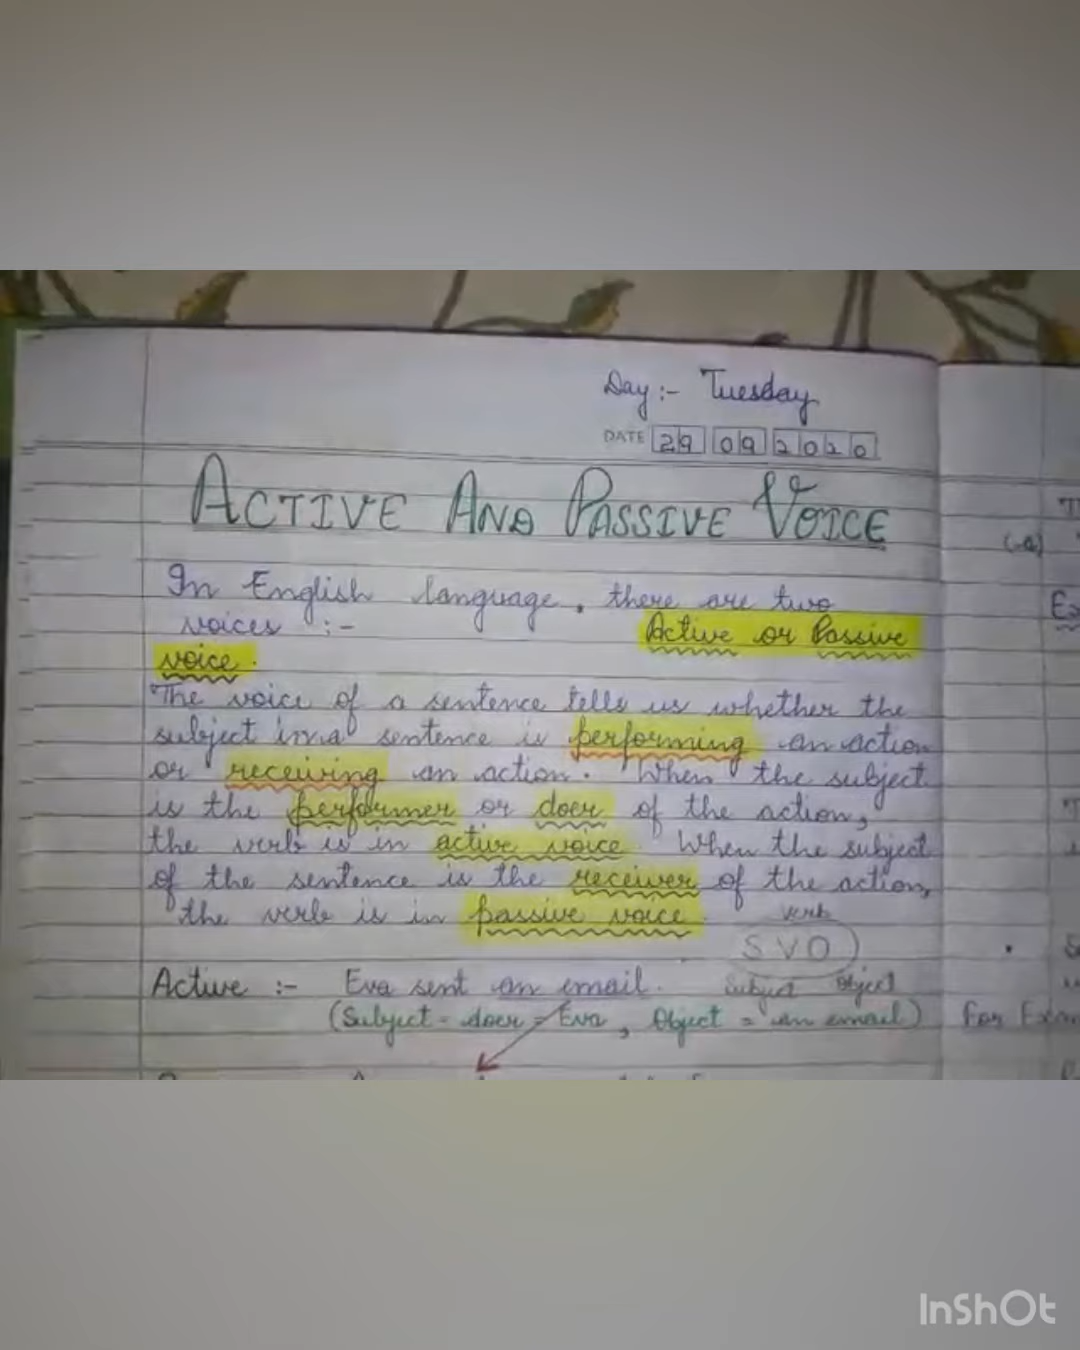 Day :- Tuesday
DATE 29 09 2020
ACTIVE AND PASSIVE VOICE
In English language, there are two
voices :- Active or Passive
voice.
The voice of a sentence tells us whether the
subject in a sentence is performing an action
or receiving an action. When the subject
is the performer or doer of the action,
the verb is in active voice. When the subject
of the sentence is the receiver of the action,
the verb is in passive voice.
verb
SVO
Subject Object
Active :- Eva sent an email.
(Subject - doer = Eva, Object = an email)
(a)
For Exam
InShOt